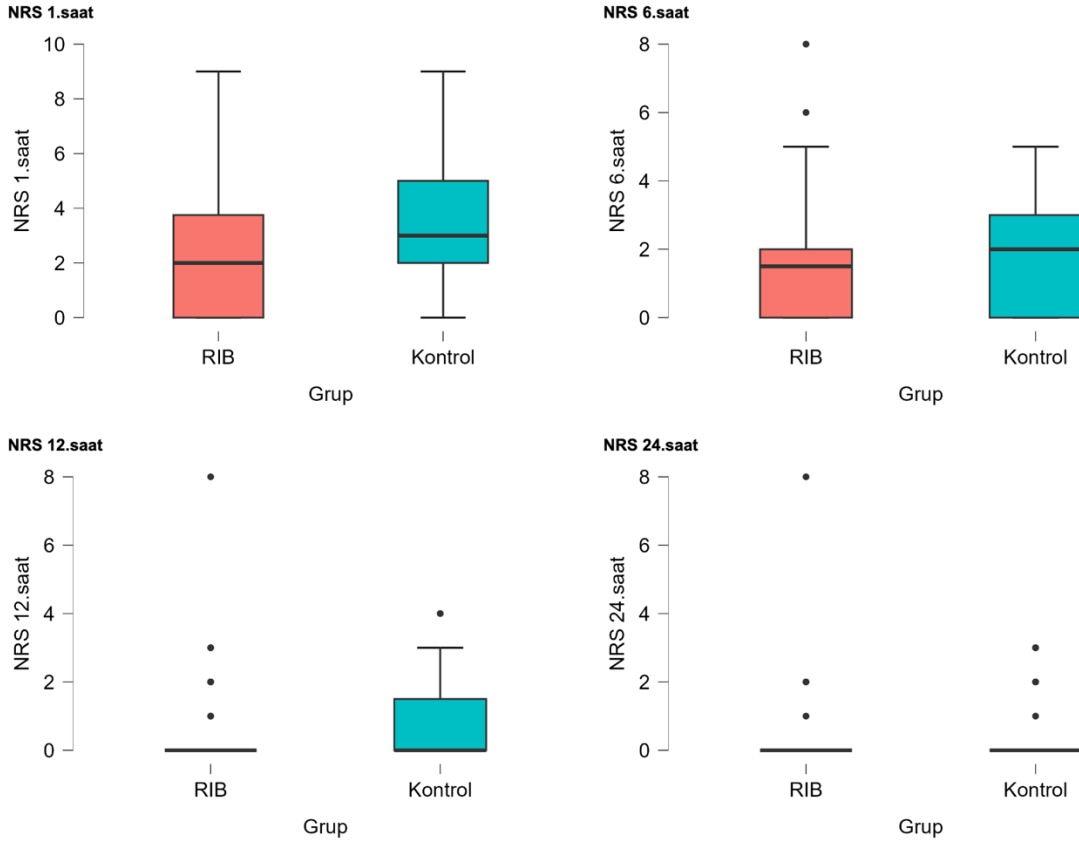 NRS 1.saat
10
8
6
4
2
0
NRS 1.saat
RIB
Kontrol
Grup
NRS 6.saat
8
6
4
2
0
NRS 6.saat
RIB
Kontrol
Grup
NRS 12.saat
8
6
4
2
0
NRS 12.saat
RIB
Kontrol
Grup
NRS 24.saat
8
6
4
2
0
NRS 24.saat
RIB
Kontrol
Grup